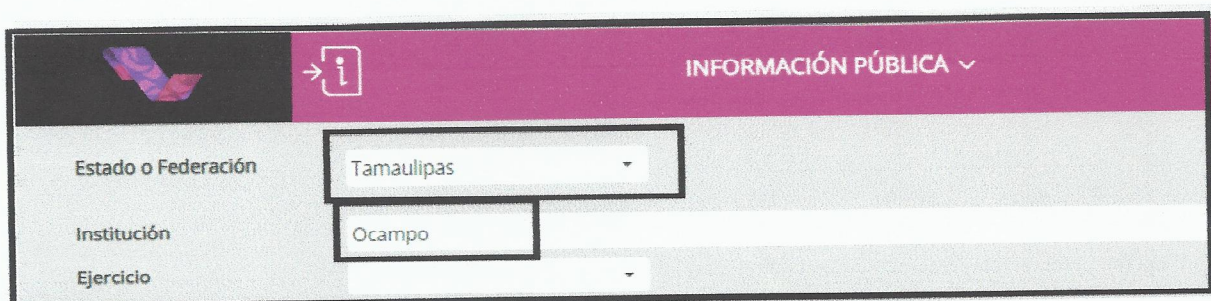 INFORMACIÓN PÚBLICA
Estado o Federación Tamaulipas
Institución Ocampo
Ejercicio